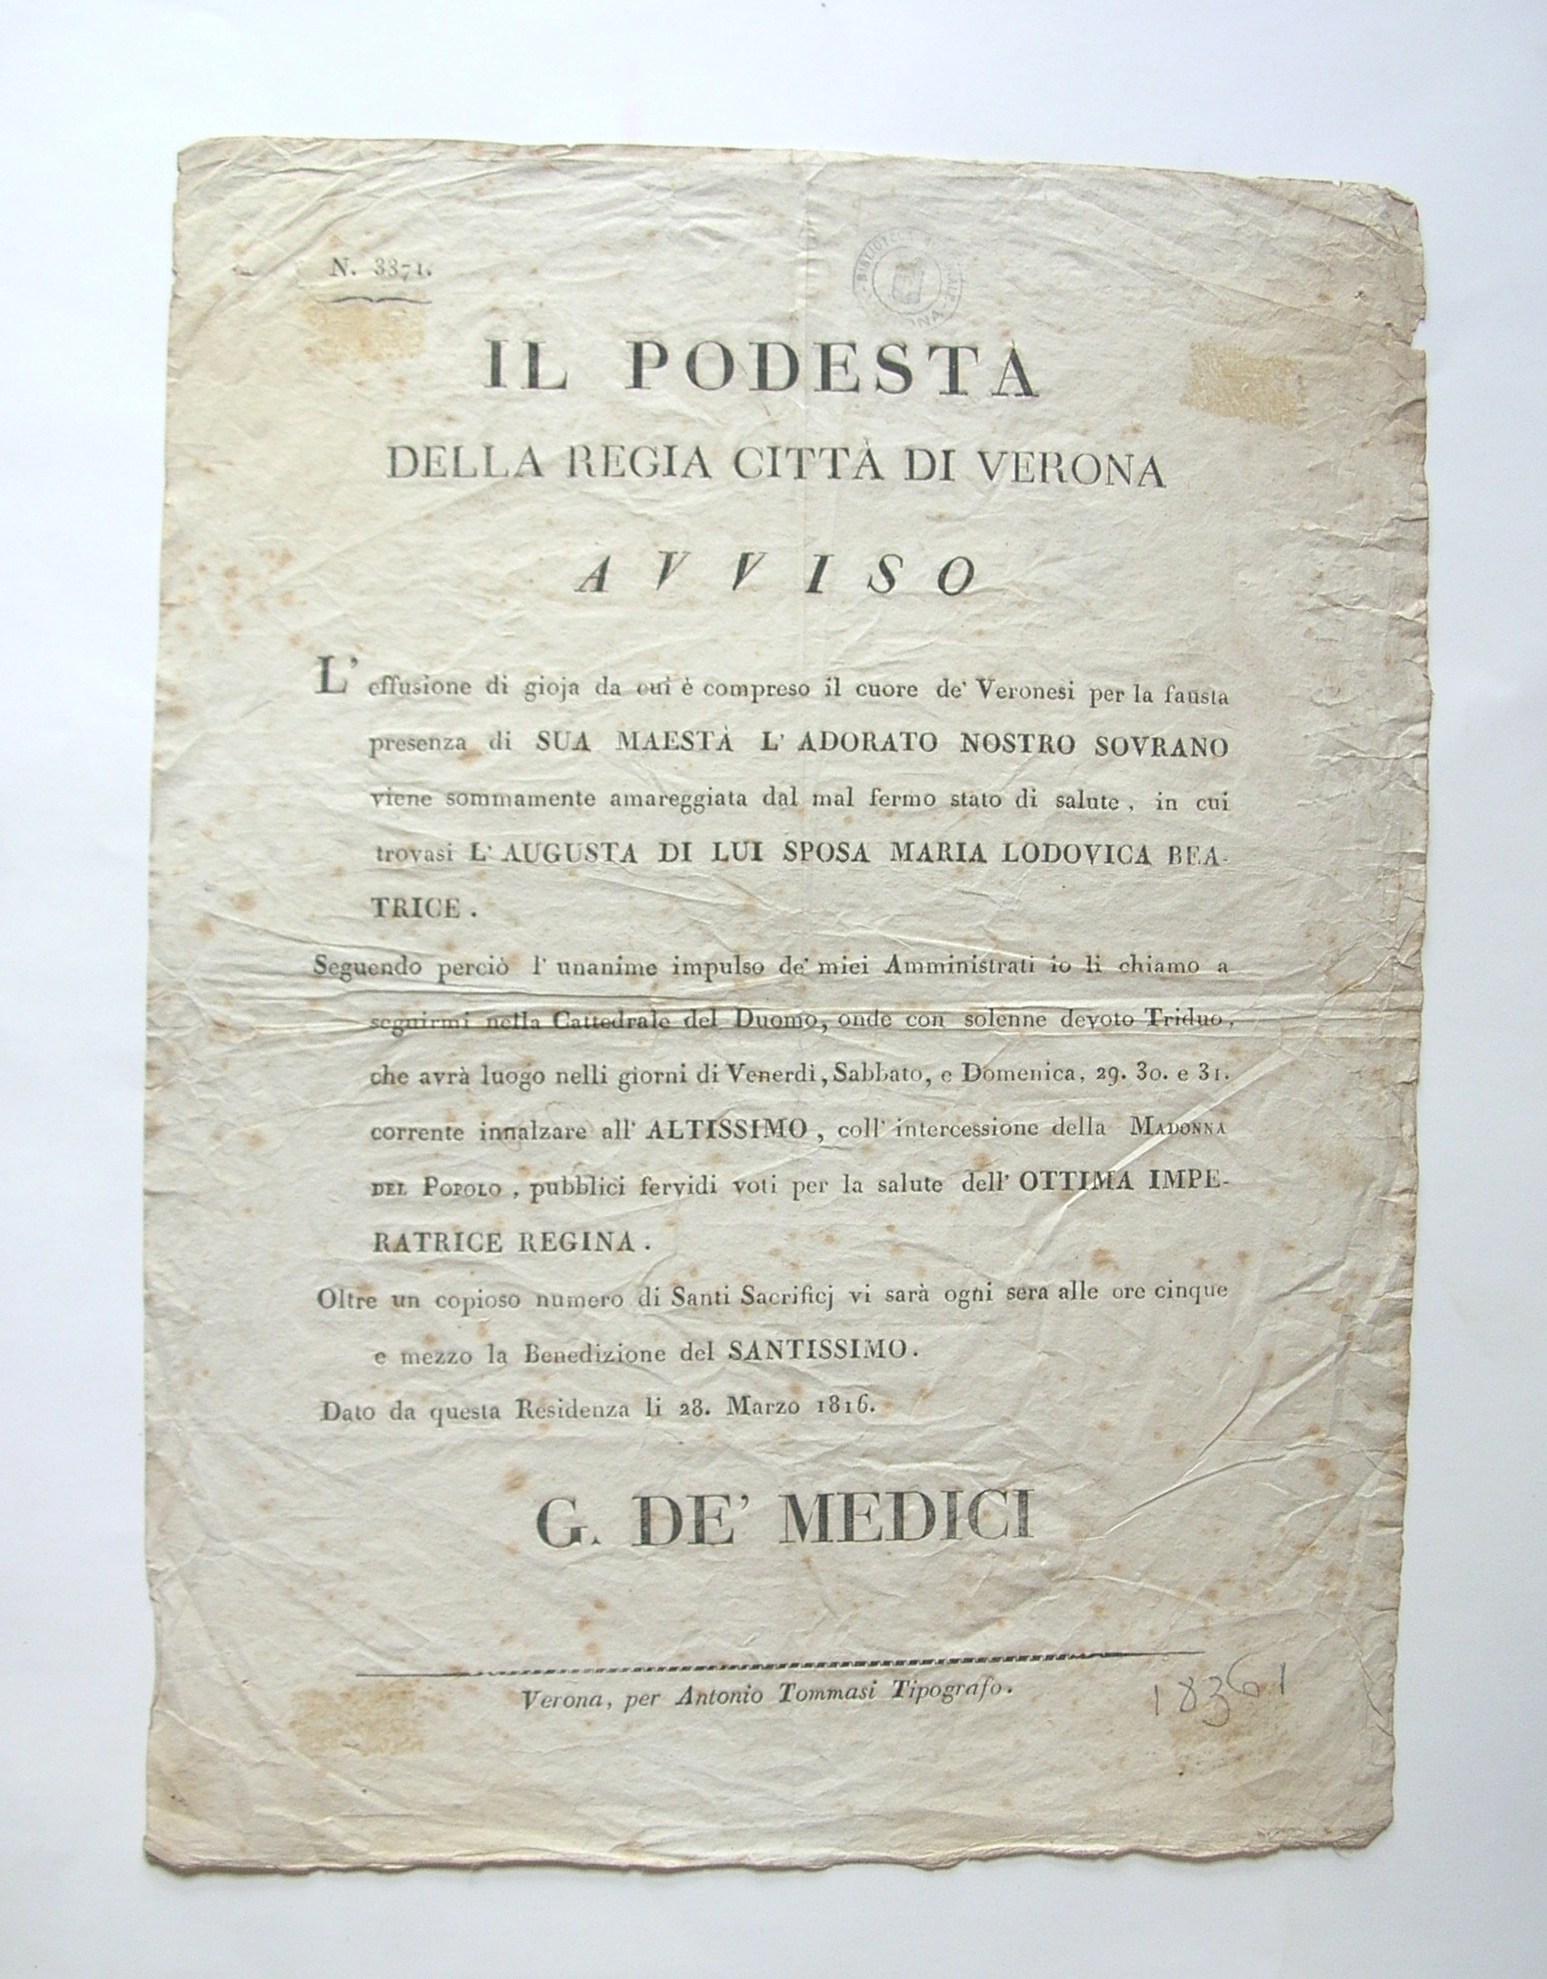 N. 3371.
IL PODESTÀ
DELLA REGIA CITTÀ DI VERONA
AVVISO
L' effusione di gioja da cui è compreso il cuore de' Veronesi per la fausta
presenza di SUA MAESTÀ L' ADORATO NOSTRO SOVRANO
viene sommamente amareggiata dal mal fermo stato di salute, in cui
trovasi L' AUGUSTA DI LUI SPOSA MARIA LODOVICA BEA-
TRICE.
Seguendo perciò l' unanime impulso de' miei Amministrati io li chiamo a
seguirmi nella Cattedrale del Duomo, onde con solenne devoto Triduo,
che avrà luogo nelli giorni di Venerdi, Sabbato, e Domenica, 29. 30. e 31.
corrente innalzare all' ALTISSIMO, coll' intercessione della MADONNA
DEL POPOLO, pubblici fervidi voti per la salute dell' OTTIMA IMPE-
RATRICE REGINA.
Oltre un copioso numero di Santi Sacrificj vi sarà ogni sera alle ore cinque
e mezzo la Benedizione del SANTISSIMO.
Dato da questa Residenza li 28. Marzo 1816.
G. DE' MEDICI
Verona, per Antonio Tommasi Tipografo.
18361